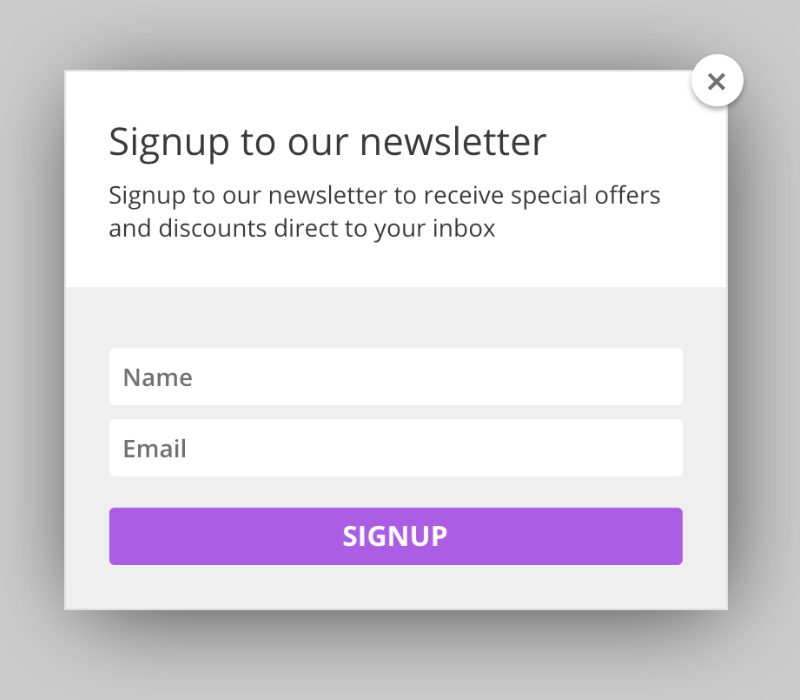 Signup to our newsletter
Signup to our newsletter to receive special offers
and discounts direct to your inbox
Name
Email
SIGNUP